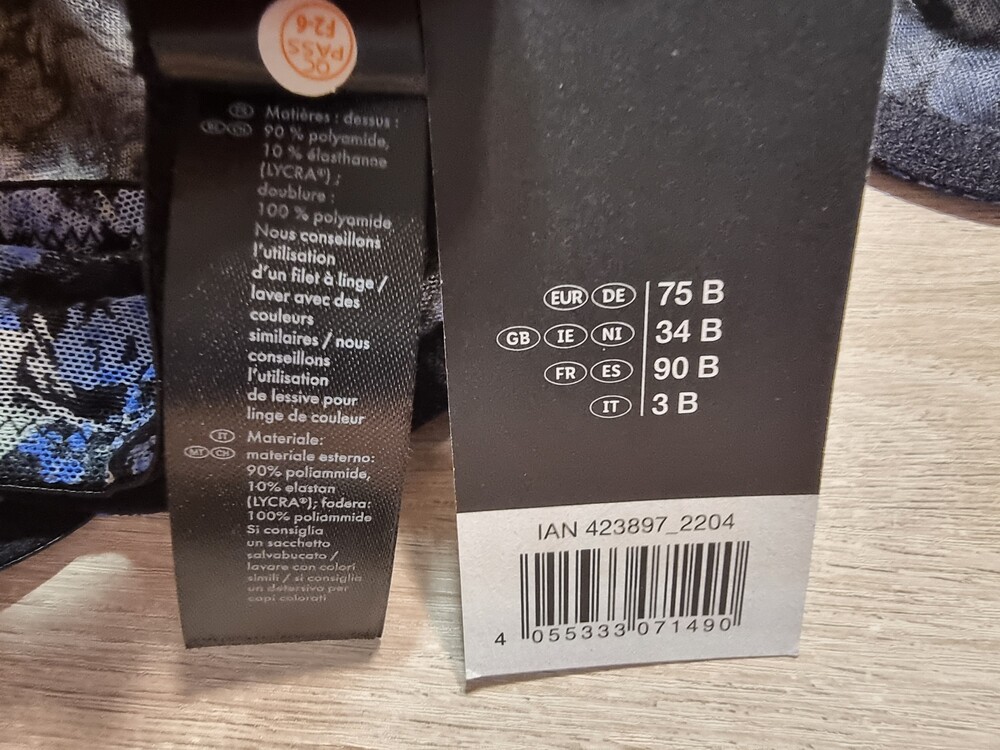 QC
PASS
F2-6
FR Matières : dessus :
BE CH 90 % polyamide,
10 % élasthanne
(LYCRA®) ;
doublure :
100 % polyamide
Nous conseillons
l'utilisation
d'un filet à linge /
laver avec des
couleurs
similaires / nous
conseillons
l'utilisation
de lessive pour
linge de couleur
IT Materiale:
MT CH materiale esterno:
90% poliammide,
10% elastan
(LYCRA®); fodera:
100% poliammide
Si consiglia
un sacchetto
salvabucato /
lavare con colori
simili / si consiglia
un detersivo per
capi colorati
EUR DE 75 B
GB IE NI 34 B
FR ES 90 B
IT 3 B
IAN 423897_2204
4 055333 071490